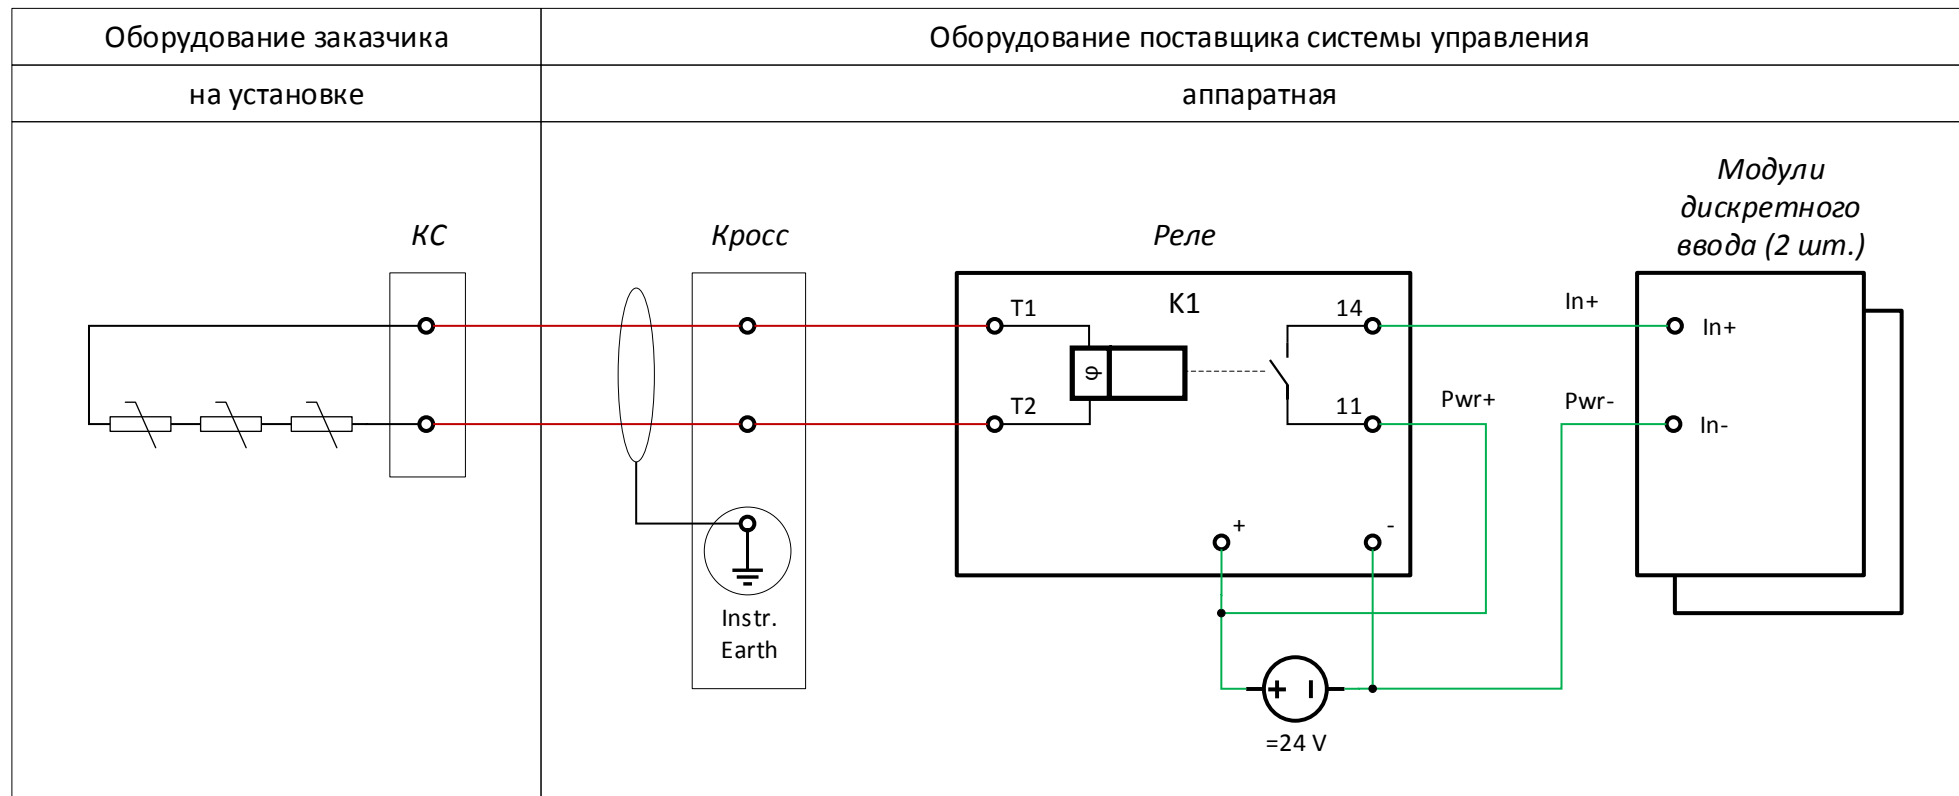 Оборудование заказчика
Оборудование поставщика системы управления
на установке
аппаратная
КС
Кросс
Реле
Модули
дискретного
ввода (2 шт.)
T1
K1
14
In+
In+
φ
T2
11
Pwr+
Pwr-
In-
+
-
Instr.
Earth
=24 V